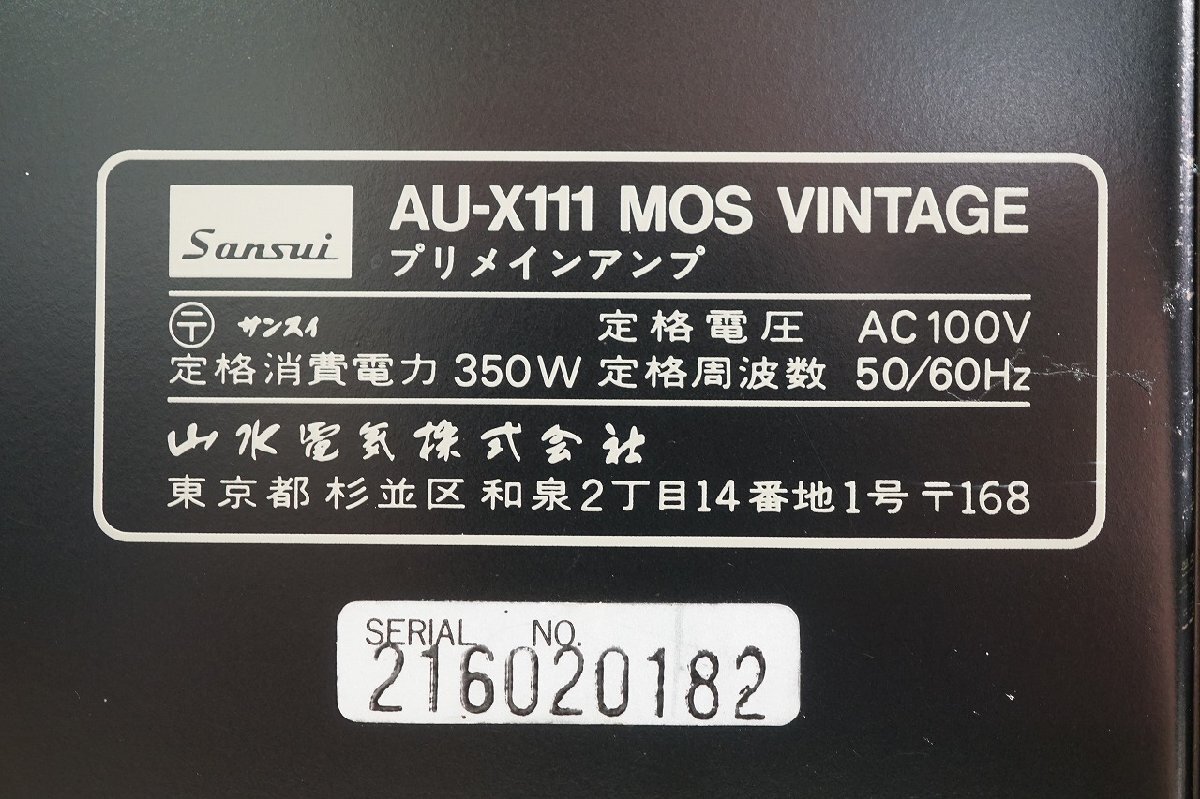 Sansui
AU-X111 MOS VINTAGE
プリメインアンプ
〒 サンスイ 定格電圧 AC100V
定格消費電力 350W 定格周波数 50/60Hz
山水電気株式会社
東京都杉並区和泉2丁目14番地1号〒168
SERIAL NO.
216020182